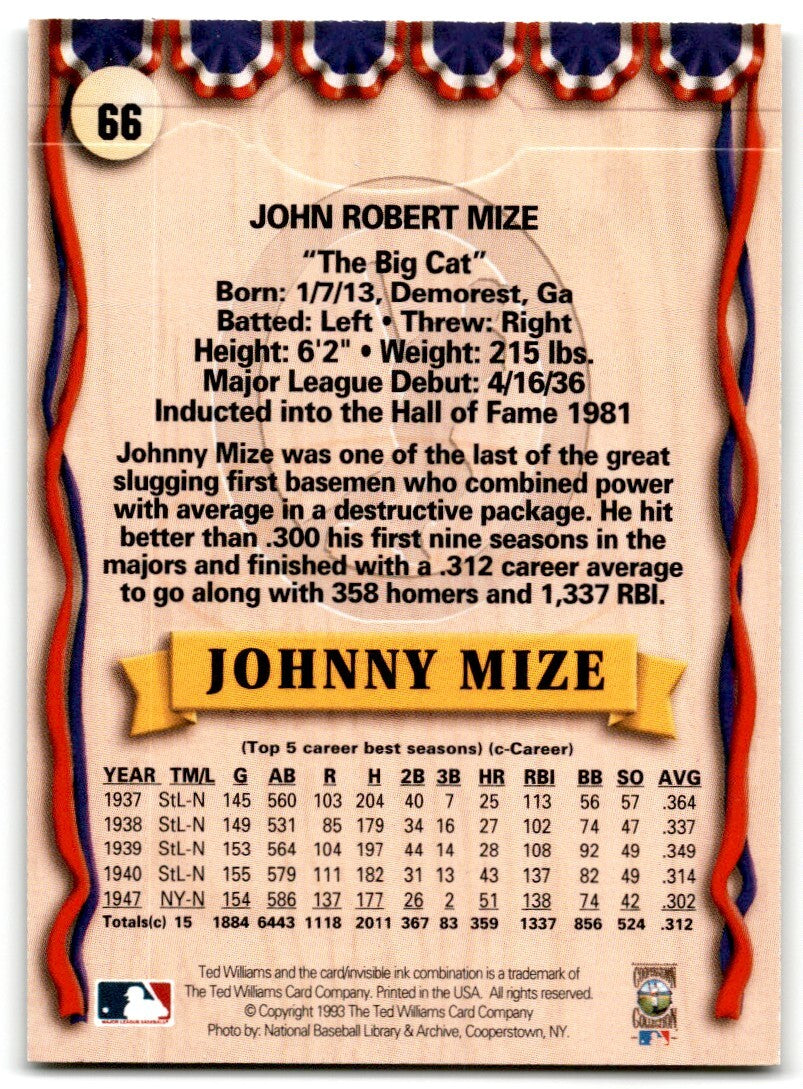 66
JOHN ROBERT MIZE
“The Big Cat”
Born: 1/7/13, Demorest, Ga
Batted: Left • Threw: Right
Height: 6'2" • Weight: 215 lbs.
Major League Debut: 4/16/36
Inducted into the Hall of Fame 1981
Johnny Mize was one of the last of the great
slugging first basemen who combined power
with average in a destructive package. He hit
better than .300 his first nine seasons in the
majors and finished with a .312 career average
to go along with 358 homers and 1,337 RBI.
JOHNNY MIZE
(Top 5 career best seasons) (c-Career)
YEAR TM/L G AB R H 2B 3B HR RBI BB SO AVG
1937 StL-N 145 560 103 204 40 7 25 113 56 57 .364
1938 StL-N 149 531 85 179 34 16 27 102 74 47 .337
1939 StL-N 153 564 104 197 44 14 28 108 92 49 .349
1940 StL-N 155 579 111 182 31 13 43 137 82 49 .314
1947 NY-N 154 586 137 177 26 2 51 138 74 42 .302
Totals(c) 15 1884 6443 1118 2011 367 83 359 1337 856 524 .312
Ted Williams and the card/invisible ink combination is a trademark of
The Ted Williams Card Company. Printed in the USA. All rights reserved.
© Copyright 1993 The Ted Williams Card Company
Photo by: National Baseball Library & Archive, Cooperstown, NY.
MAJOR LEAGUE BASEBALL
COOPERSTOWN
COLLECTION